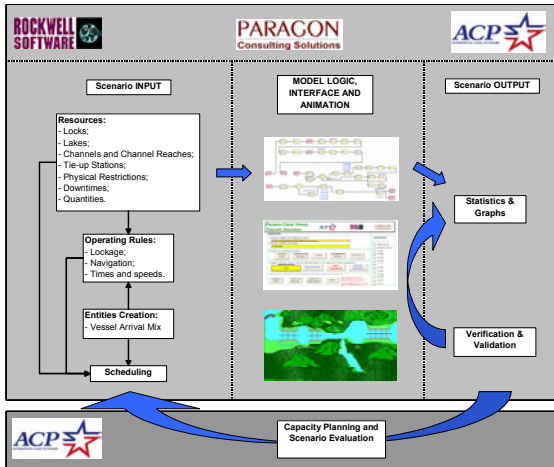 ROCKWELL
SOFTWARE
PARAGON
Consulting Solutions
ACP
Scenario INPUT
MODEL LOGIC,
INTERFACE AND
ANIMATION
Scenario OUTPUT
Resources:
- Locks;
- Lakes;
- Channels and Channel Reaches;
- Tie-up Stations;
- Physical Restrictions;
- Downtimes;
- Quantities.
Operating Rules:
- Lockage;
- Navigation;
- Times and speeds.
Entities Creation:
- Vessel Arrival Mix
Scheduling
Statistics &
Graphs
Verification &
Validation
ACP
Capacity Planning and
Scenario Evaluation